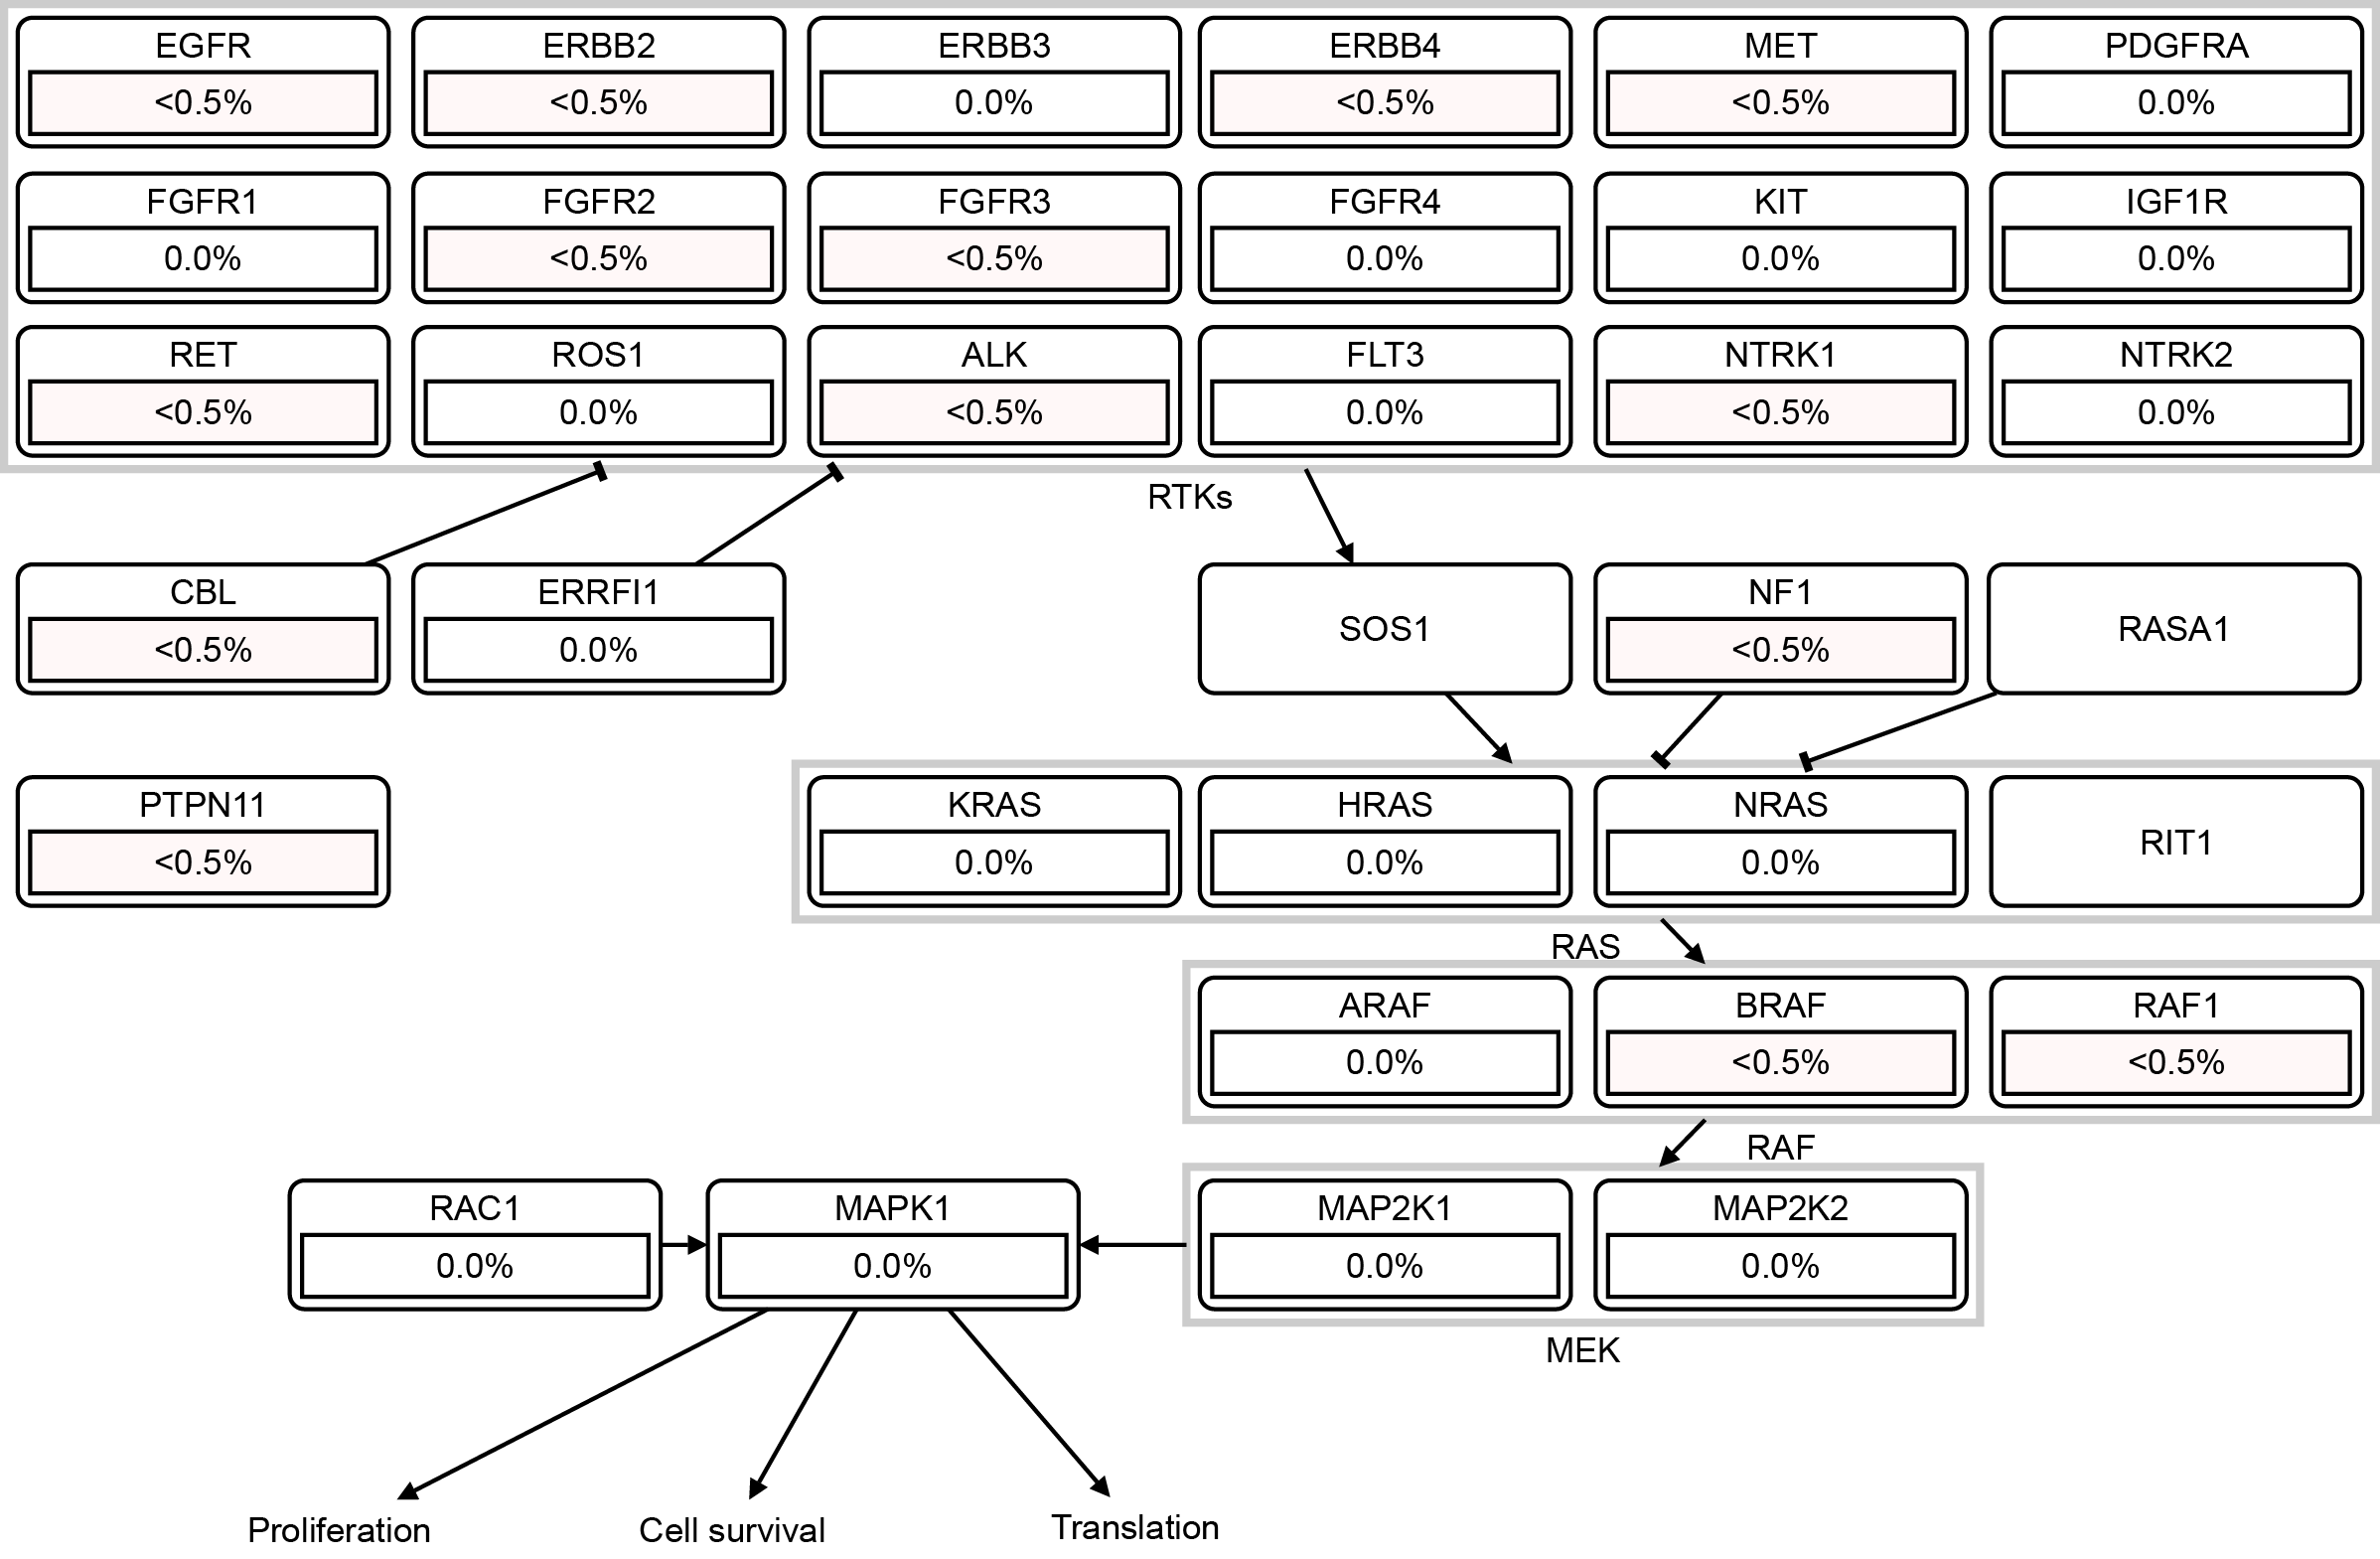 EGFR
<0.5%
ERBB2
<0.5%
ERBB3
0.0%
ERBB4
<0.5%
MET
<0.5%
PDGFRA
0.0%
FGFR1
0.0%
FGFR2
<0.5%
FGFR3
<0.5%
FGFR4
0.0%
KIT
0.0%
IGF1R
0.0%
RET
<0.5%
ROS1
0.0%
ALK
<0.5%
FLT3
0.0%
NTRK1
<0.5%
NTRK2
0.0%
RTKs
CBL
<0.5%
ERRFI1
0.0%
SOS1
NF1
<0.5%
RASA1
PTPN11
<0.5%
KRAS
0.0%
HRAS
0.0%
NRAS
0.0%
RIT1
RAS
ARAF
0.0%
BRAF
<0.5%
RAF1
<0.5%
RAF
RAC1
0.0%
MAPK1
0.0%
MAP2K1
0.0%
MAP2K2
0.0%
MEK
Proliferation
Cell survival
Translation